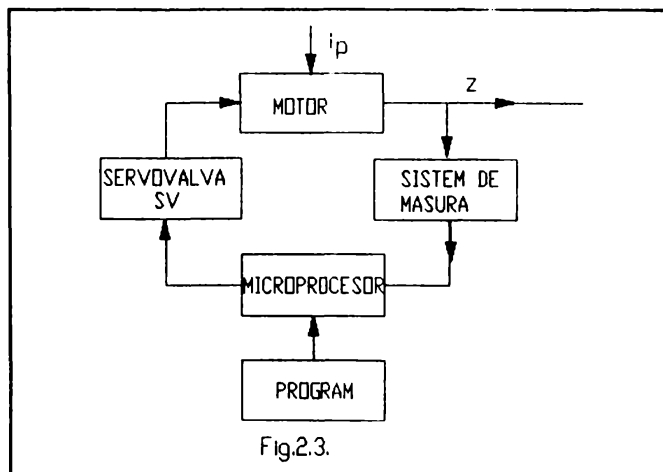 ip
MOTOR
Z
SERVOVALVA
SV
SISTEM DE
MASURA
MICROPROCESOR
PROGRAM
Fig.2.3.